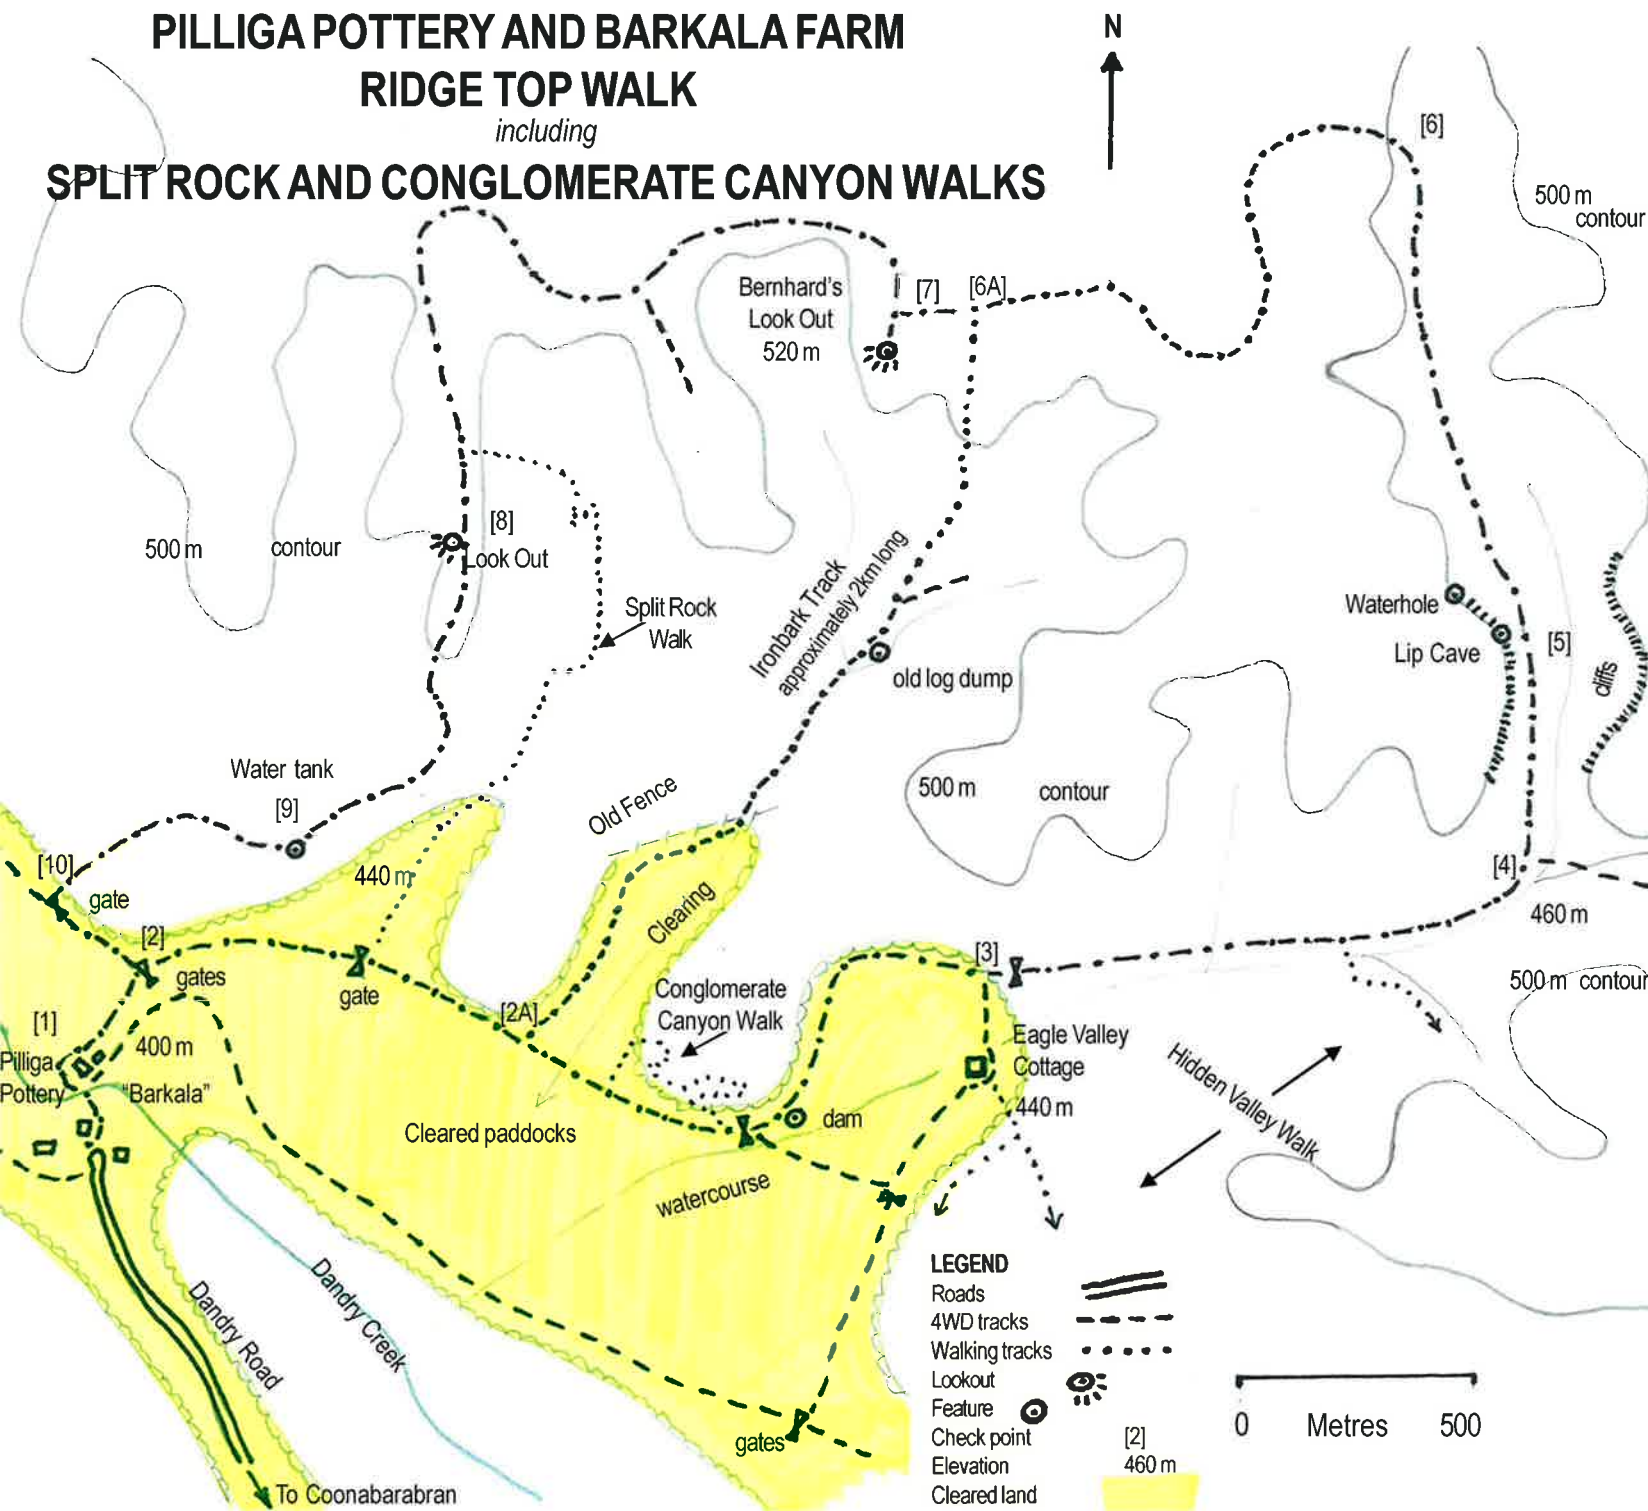 PILLIGA POTTERY AND BARKALA FARM
RIDGE TOP WALK
including
SPLIT ROCK AND CONGLOMERATE CANYON WALKS
N
[6]
500 m
contour
Bernhard's
Look Out
520 m
[7]
[6A]
[8]
Look Out
500 m
contour
Split Rock
Walk
Ironbark Track
approximately 2km long
old log dump
Waterhole
Lip Cave
[5]
cliffs
Water tank
[9]
Old Fence
500 m
contour
[10]
gate
440 m
Clearing
[4]
460 m
[2]
gates
gate
[3]
500 m contour
[2A]
Conglomerate
Canyon Walk
[1]
Pilliga
Pottery
400 m
"Barkala"
Eagle Valley
Cottage
440 m
Hidden Valley Walk
dam
Cleared paddocks
watercourse
Dandry Road
Dandry Creek
gates
To Coonabarabran
LEGEND
Roads
4WD tracks
Walking tracks
Lookout
Feature
Check point [2]
Elevation 460 m
Cleared land
0 Metres 500